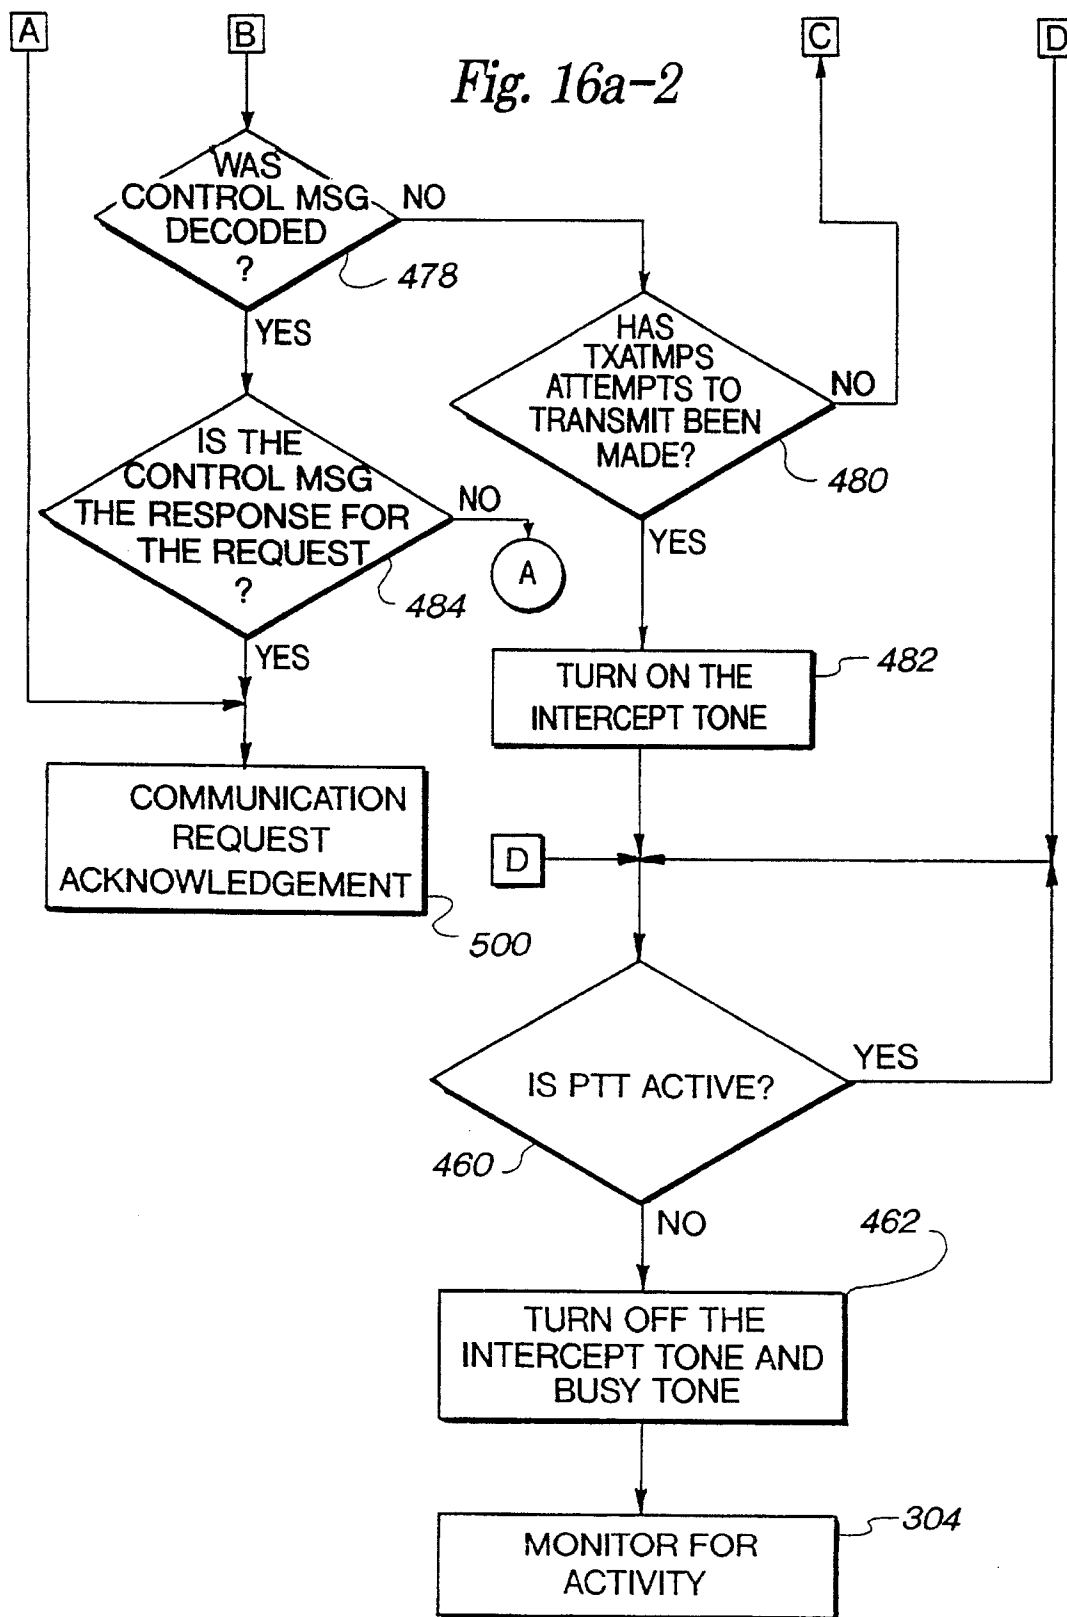 A
B
C
D
Fig. 16a-2
WAS
CONTROL MSG
DECODED
?
NO
478
YES
HAS
TXATMPS
ATTEMPTS TO
TRANSMIT BEEN
MADE?
NO
480
YES
IS THE
CONTROL MSG
THE RESPONSE FOR
THE REQUEST
?
NO
A
484
YES
TURN ON THE
INTERCEPT TONE
482
COMMUNICATION
REQUEST
ACKNOWLEDGEMENT
500
D
IS PTT ACTIVE?
YES
460
NO
462
TURN OFF THE
INTERCEPT TONE AND
BUSY TONE
MONITOR FOR
ACTIVITY
304